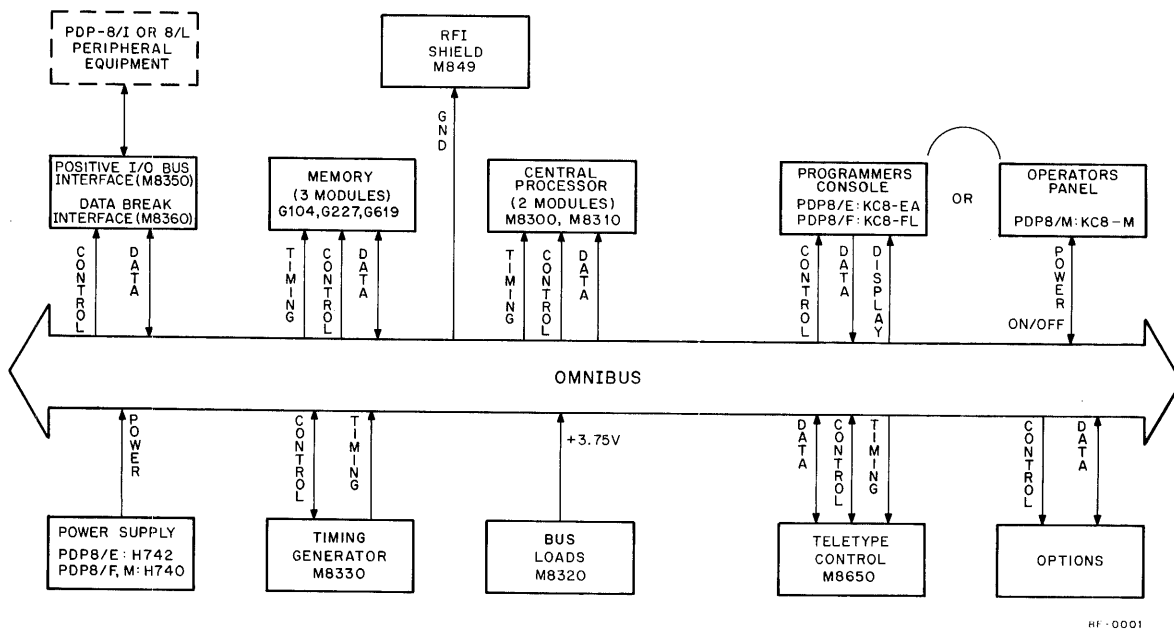 PDP-8/I OR 8/L
PERIPHERAL
EQUIPMENT
RFI
SHIELD
M849
GND
POSITIVE I/O BUS
INTERFACE (M8350)
DATA BREAK
INTERFACE (M8360)
MEMORY
(3 MODULES)
G104, G227, G619
CENTRAL
PROCESSOR
(2 MODULES)
M8300, M8310
PROGRAMMERS
CONSOLE
PDP8/E: KC8-EA
PDP8/F: KC8-FL
OR
OPERATORS
PANEL
PDP8/M: KC8-M
CONTROL
DATA
TIMING
CONTROL
DATA
TIMING
CONTROL
DATA
CONTROL
DATA
DISPLAY
POWER
ON/OFF
OMNIBUS
POWER
CONTROL
TIMING
+3.75V
DATA
CONTROL
TIMING
CONTROL
DATA
POWER SUPPLY
PDP8/E: H742
PDP8/F, M: H740
TIMING
GENERATOR
M8330
BUS
LOADS
M8320
TELETYPE
CONTROL
M8650
OPTIONS
8E-0001